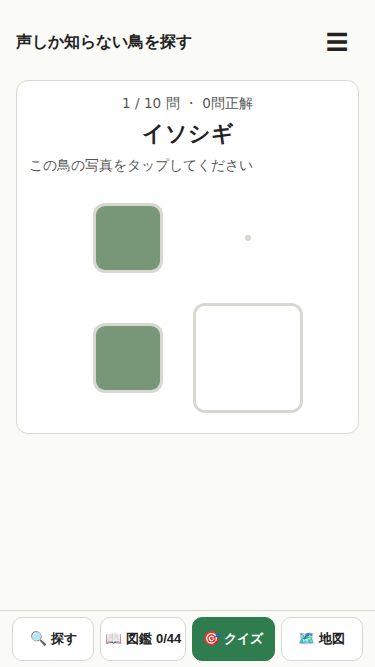 声しか知らない鳥を探す
1 / 10 問 · 0問正解
イソシギ
この鳥の写真をタップしてください
探す
図鑑 0/44
クイズ
地図